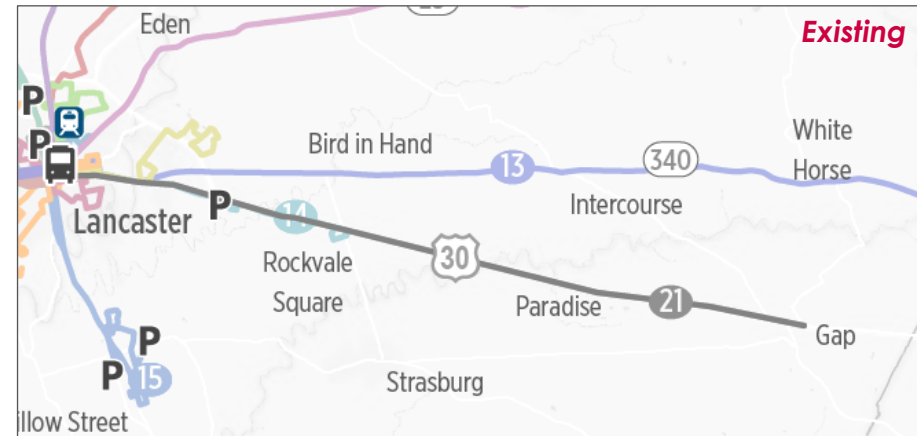 Existing
Eden
P
P
Bird in Hand
13
340
White
Horse
Intercourse
Lancaster
P
14
Rockvale
Square
30
Paradise
21
Gap
P
P
15
Strasburg
illow Street